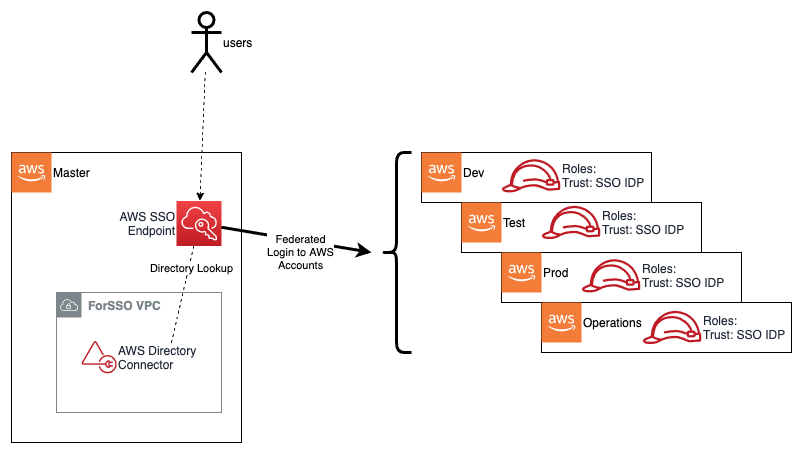 users
aws
Master
AWS SSO
Endpoint
Federated
Login to AWS
Accounts
Directory Lookup
ForSSO VPC
AWS Directory
Connector
aws
Dev
Roles:
Trust: SSO IDP
aws
Test
Roles:
Trust: SSO IDP
aws
Prod
Roles:
Trust: SSO IDP
aws
Operations
Roles:
Trust: SSO IDP